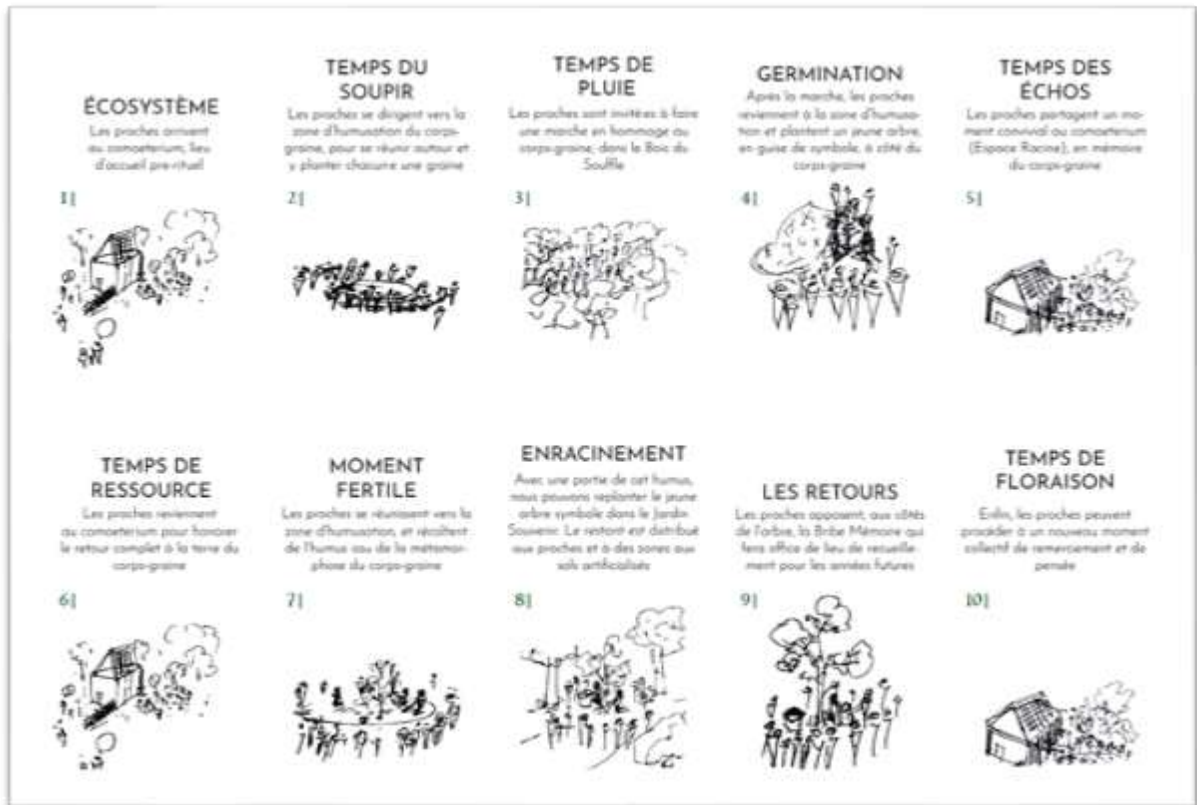 ÉCOSYSTÈME
Les proches arrivent
au comoeterium, lieu
d'accueil pré-rituel
1|
TEMPS DU
SOUPIR
Les proches se dirigent vers la
zone d'humusation du corps-
graine, pour se réunir autour et
y planter chacun·e une graine
2|
TEMPS DE
PLUIE
Les proches sont invité·es à faire
une marche en hommage au
corps-graine, dans le Bois du
Souffle
3|
GERMINATION
Après la marche, les proches
reviennent à la zone d'humusa-
tion et plantent un jeune arbre,
en guise de symbole, à côté du
corps-graine
4|
TEMPS DES
ÉCHOS
Les proches partagent un mo-
ment convivial au comoeterium
(Espace Racine), en mémoire
du corps-graine
5|
TEMPS DE
RESSOURCE
Les proches reviennent
au comoeterium pour honorer
le retour complet à la terre du
corps-graine
6|
MOMENT
FERTILE
Les proches se réunissent vers la
zone d'humusation, et récoltent
de l'humus issu de la métamor-
phose du corps-graine
7|
ENRACINEMENT
Avec une partie de cet humus,
nous pouvons replanter le jeune
arbre symbole dans le Jardin
Souvenir. Le restant est distribué
aux proches et à des zones aux
sols artificialisés
8|
LES RETOURS
Les proches apposent, aux côtés
de l'arbre, la Bribe Mémoire qui
fera office de lieu de recueille-
ment pour les années futures
9|
TEMPS DE
FLORAISON
Enfin, les proches peuvent
procéder à un nouveau moment
collectif de remerciement et de
pensée
10|